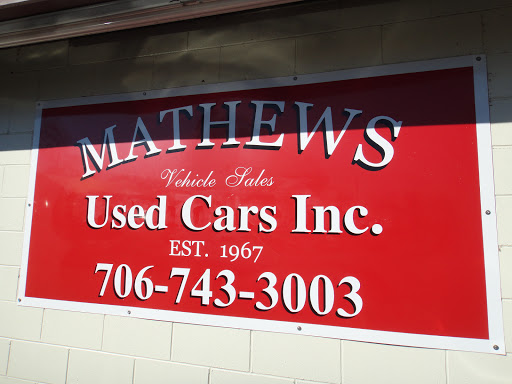 MATHEWS
Vehicle Sales
Used Cars Inc.
EST. 1967
706-743-3003